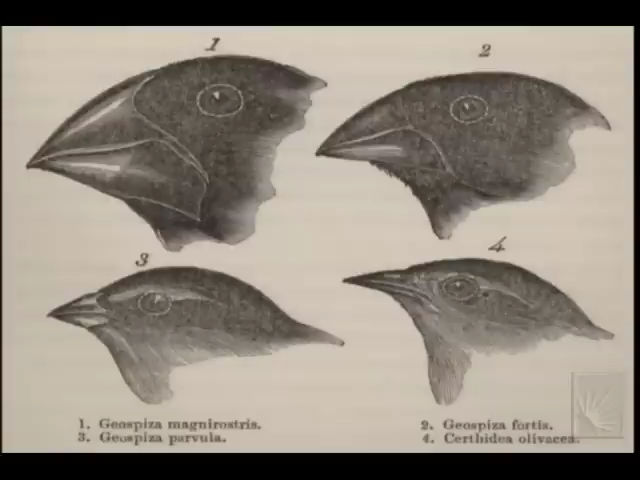 1
2
3
4
1. Geospiza magnirostris. 2. Geospiza fortis.
3. Geospiza parvula. 4. Certhidea olivacea.